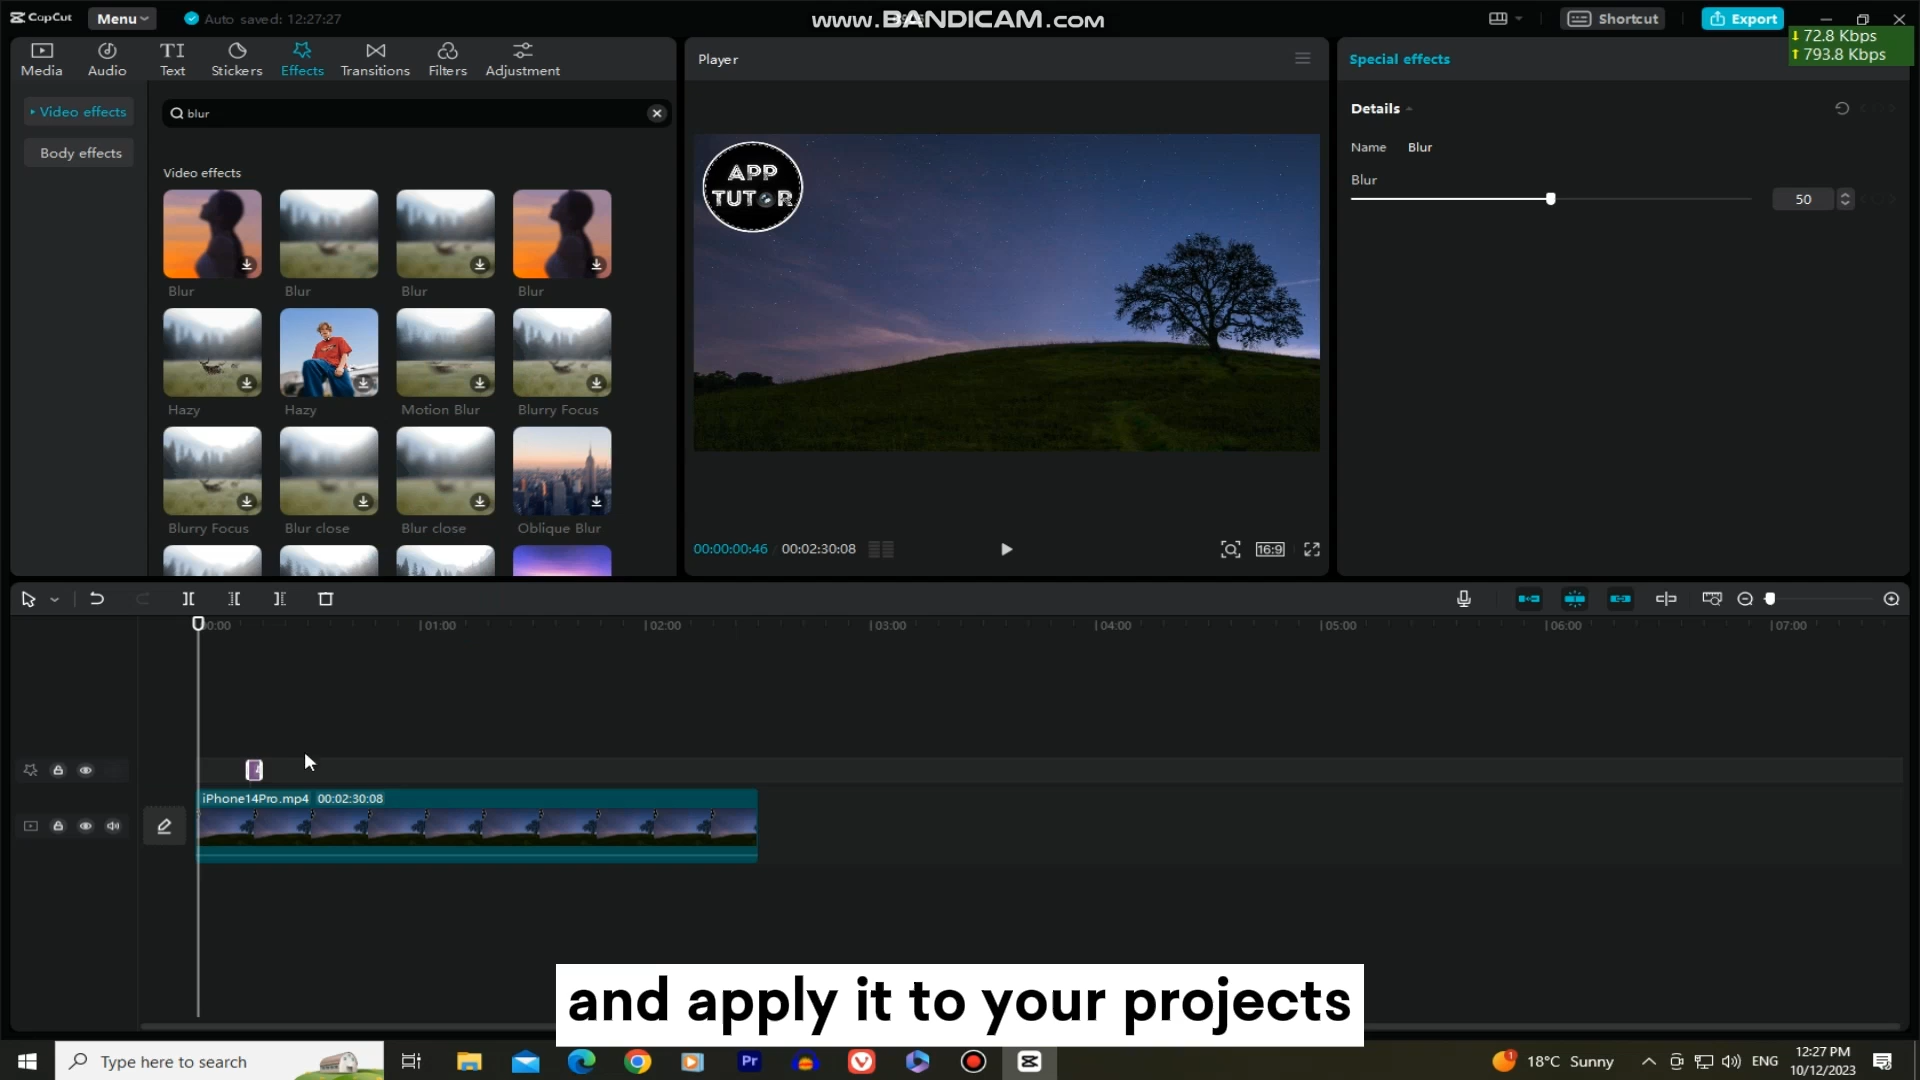 CapCut
Menu
Auto saved: 12:27:27
www.BANDICAM.com
Shortcut
Export
72.8 Kbps
793.8 Kbps
Media
Audio
TI
Text
Stickers
Effects
Transitions
Filters
Adjustment
Player
Special effects
Video effects
Body effects
blur
Video effects
Blur
Blur
Blur
Blur
Hazy
Hazy
Motion Blur
Blurry Focus
Blurry Focus
Blur close
Blur close
Oblique Blur
APP
TUTOR
00:00:00:46
00:02:30:08
16:9
Details
Name
Blur
Blur
50
00:00
01:00
02:00
03:00
04:00
05:00
06:00
07:00
iPhone14Pro.mp4
00:02:30:08
and apply it to your projects
Type here to search
Pr
1
18°C Sunny
ENG
12:27 PM
10/12/2023